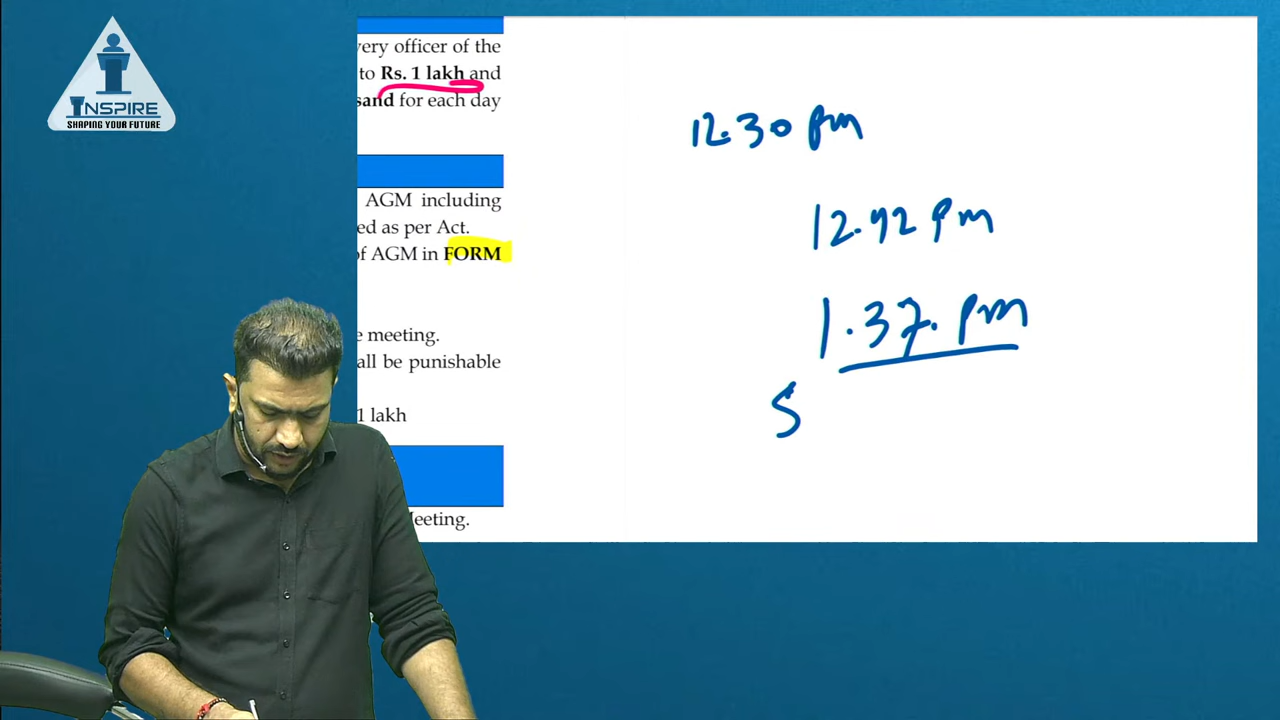 INSPIRE
SHAPING YOUR FUTURE
very officer of the
to Rs. 1 lakh and
sand for each day
AGM including
ed as per Act.
of AGM in FORM
e meeting.
all be punishable
1 lakh
Meeting.
12.30 pm
12.42 pm
1.37. pm
S